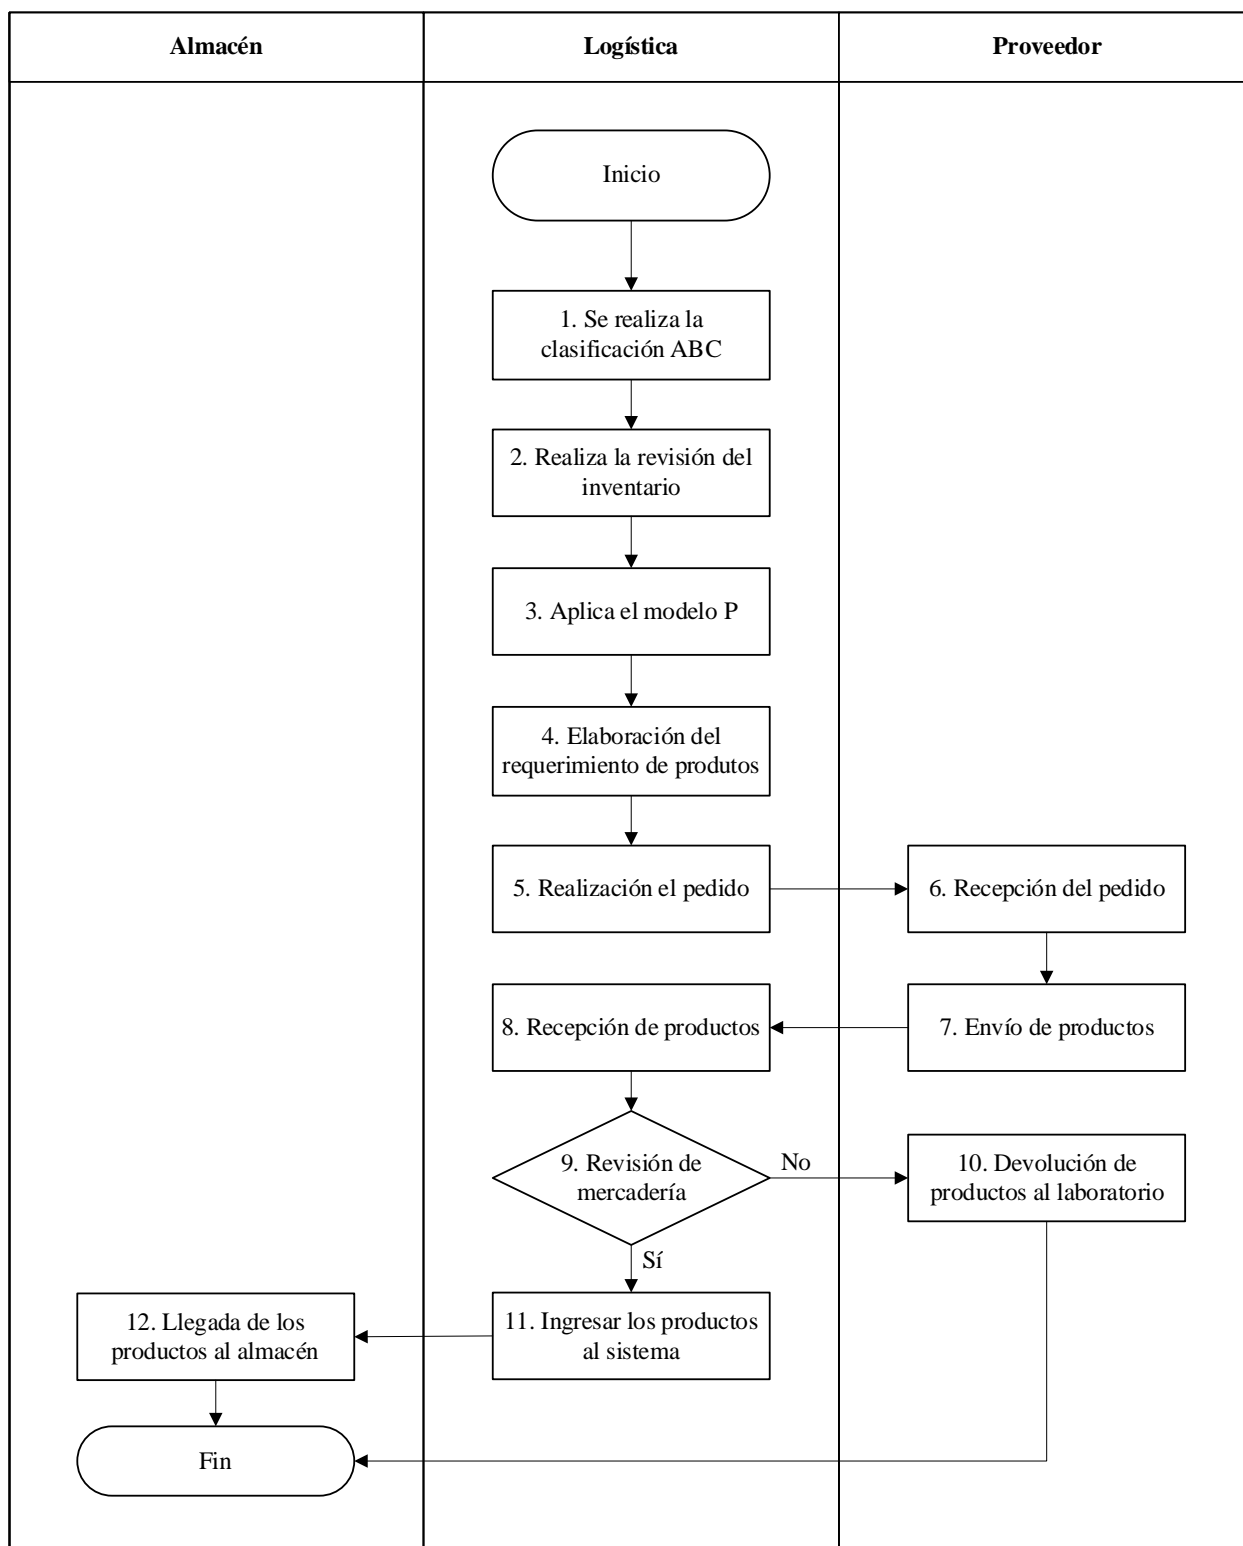 Almacén
Logística
Proveedor
Inicio
1. Se realiza la
clasificación ABC
2. Realiza la revisión del
inventario
3. Aplica el modelo P
4. Elaboración del
requerimiento de produtos
5. Realización el pedido
6. Recepción del pedido
8. Recepción de productos
7. Envío de productos
9. Revisión de
mercadería
No
10. Devolución de
productos al laboratorio
Sí
12. Llegada de los
productos al almacén
11. Ingresar los productos
al sistema
Fin